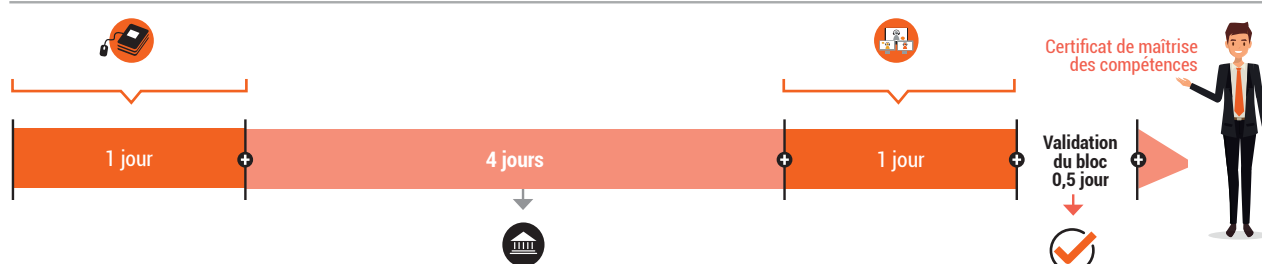 Certificat de maîtrise
des compétences
1 jour
4 jours
1 jour
Validation
du bloc
0,5 jour